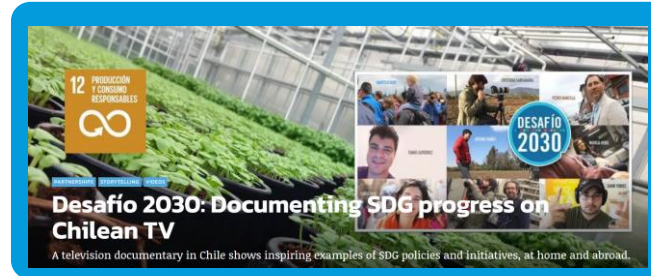 12 PRODUCCIÓN
Y CONSUMO
RESPONSABLES
DESAFÍO
2030
PARTNERSHIPS STORYTELLING VIDEOS
Desafío 2030: Documenting SDG progress on
Chilean TV
A television documentary in Chile shows inspiring examples of SDG policies and initiatives, at home and abroad.